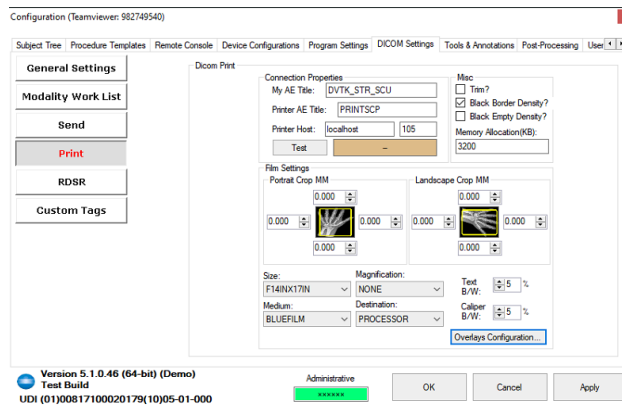 Configuration (Teamviewer: 982749540)
Subject Tree Procedure Templates Remote Console Device Configurations Program Settings DICOM Settings Tools & Annotations Post-Processing User
General Settings
Modality Work List
Send
Print
RDSR
Custom Tags
Dicom Print
Connection Properties
My AE Title: DVTK_STR_SCU
Printer AE Title: PRINTSCP
Printer Host: localhost 105
Test –
Misc
Trim?
Black Border Density?
Black Empty Density?
Memory Allocation(KB):
3200
Film Settings
Portrait Crop MM
0.000
0.000 0.000
0.000
Landscape Crop MM
0.000
0.000 0.000
0.000
Size: Magnification:
F14INX17IN NONE
Medium: Destination:
BLUEFILM PROCESSOR
Text B/W: 5 %
Caliper B/W: 5 %
Overlays Configuration...
Version 5.1.0.46 (64-bit) (Demo)
Test Build
UDI (01)00817100020179(10)05-01-000
Administrative
xxxxxx
OK Cancel Apply